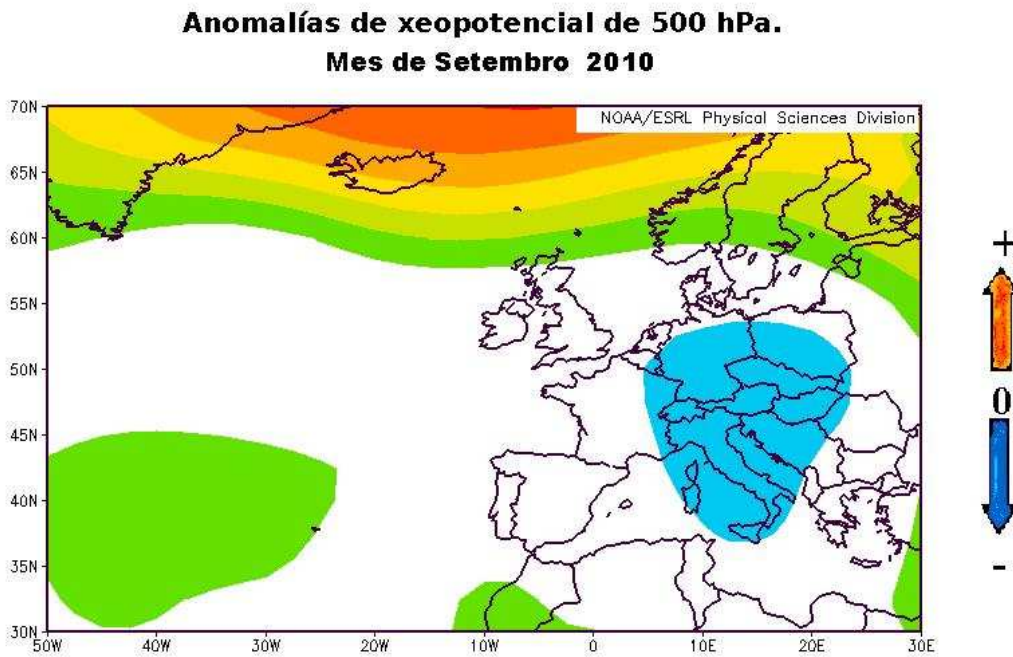 Anomalías de xeopotencial de 500 hPa.
Mes de Setembro 2010
NOAA/ESRL Physical Sciences Division
70N
65N
60N
55N
50N
45N
40N
35N
30N
50W 40W 30W 20W 10W 0 10E 20E 30E
+
0
-